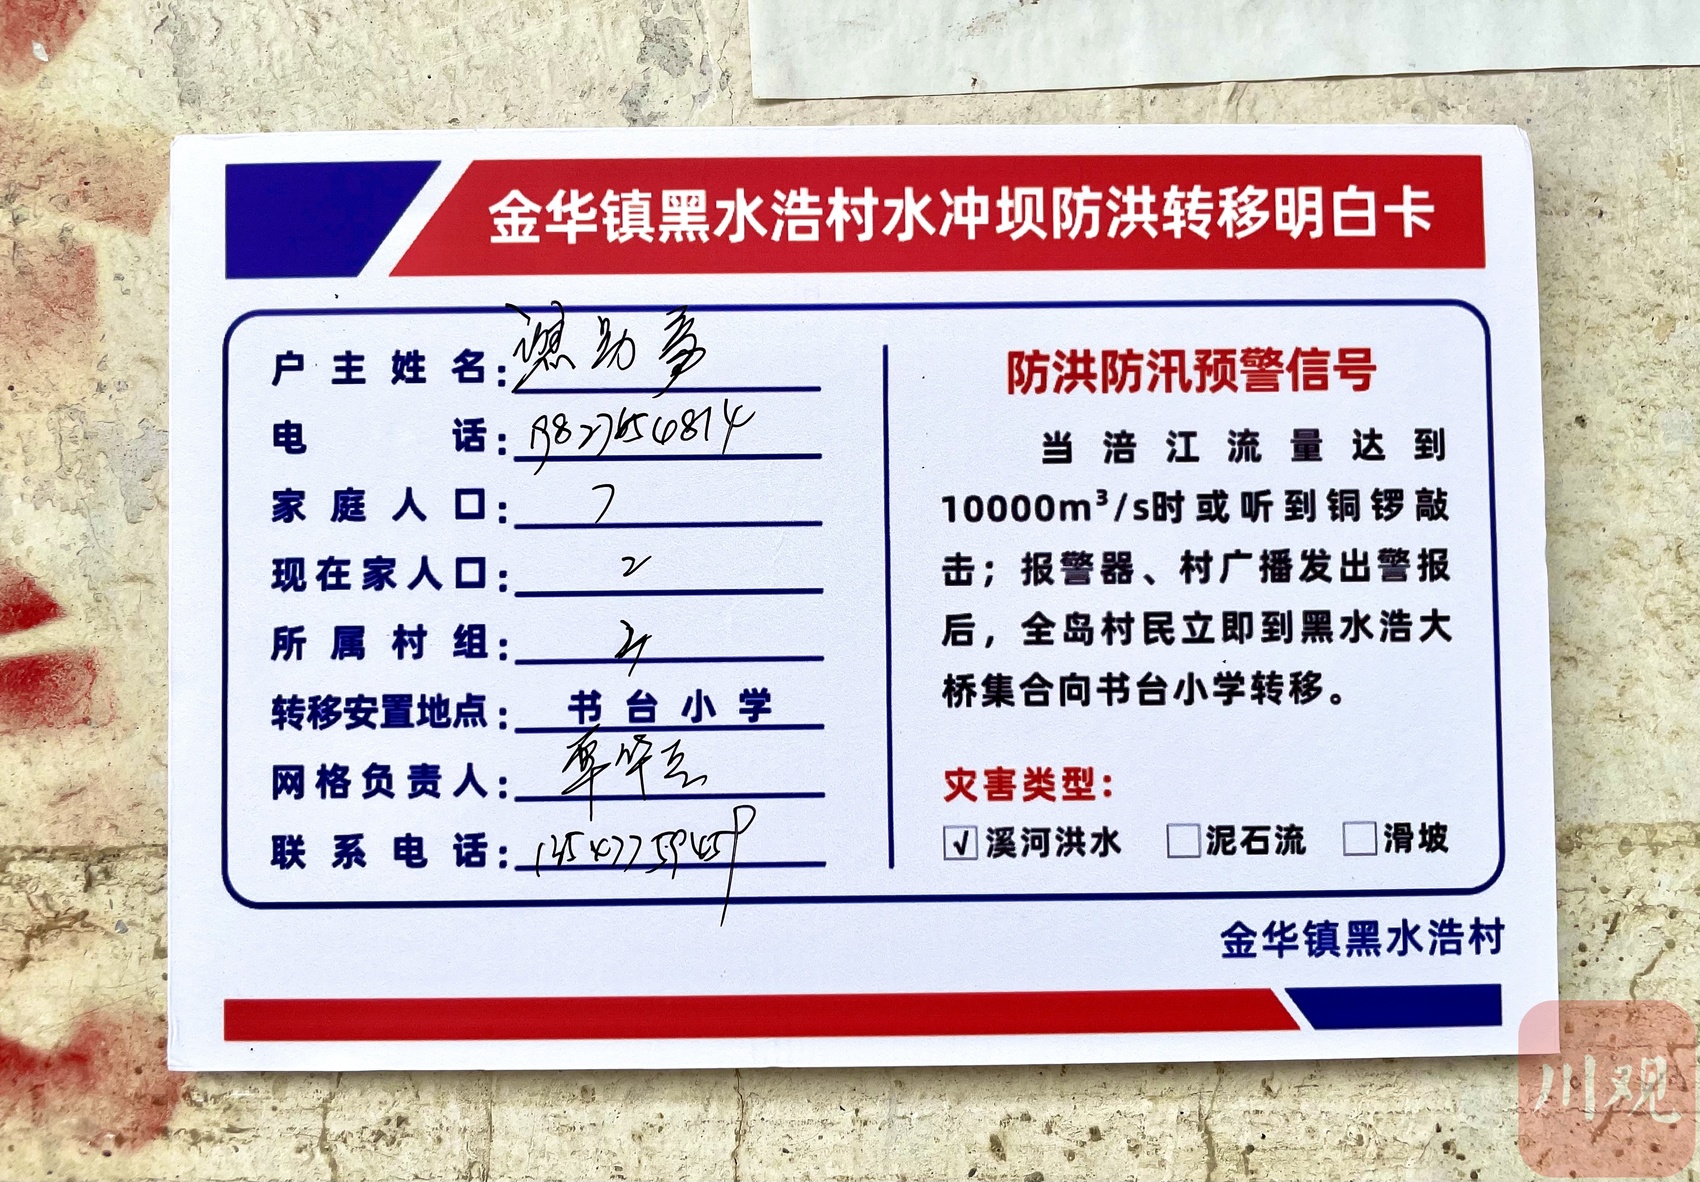 金华镇黑水浩村水冲坝防洪转移明白卡
户主姓名：
电话：
家庭人口：7
现在家人口：2
所属村组：
转移安置地点：书台小学
网格负责人：
联系电话：
防洪防汛预警信号
当涪江流量达到
10000m³/s时或听到铜锣敲
击；报警器、村广播发出警报
后，全岛村民立即到黑水浩大
桥集合向书台小学转移。
灾害类型：
√溪河洪水 泥石流 滑坡
金华镇黑水浩村
川观